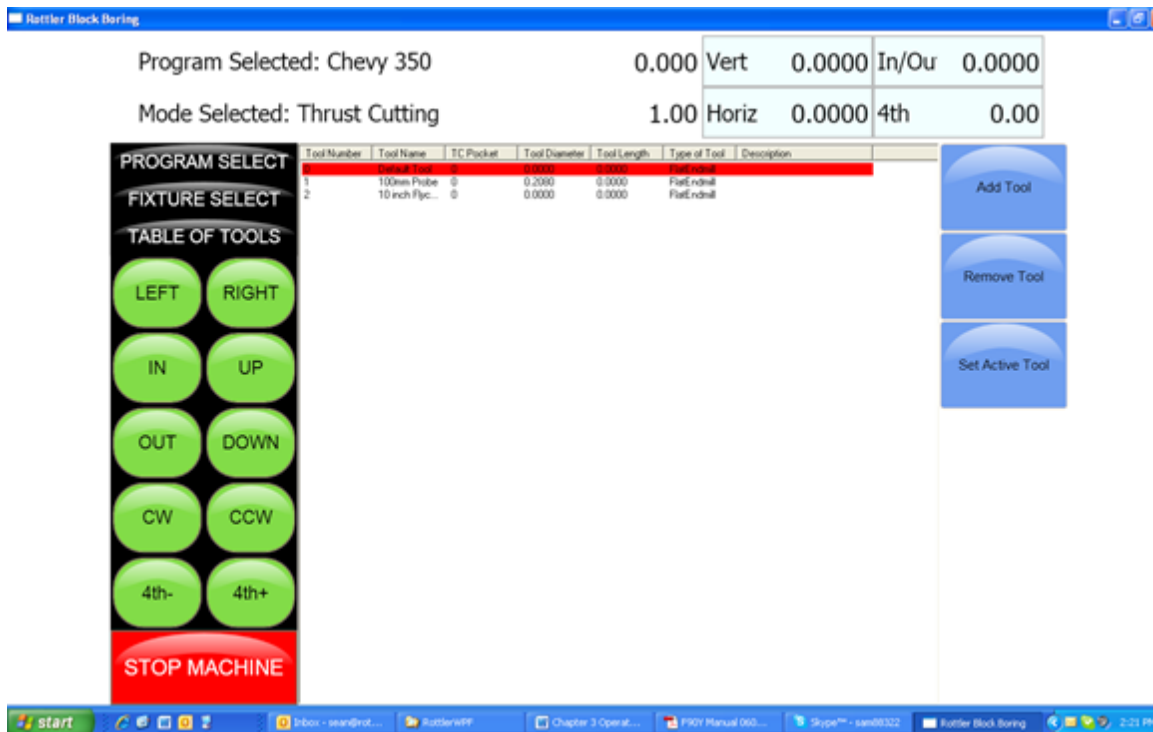 Rottler Block Boring
Program Selected: Chevy 350 0.000 Vert 0.0000 In/Ou 0.0000
Mode Selected: Thrust Cutting 1.00 Horiz 0.0000 4th 0.00
PROGRAM SELECT
FIXTURE SELECT
TABLE OF TOOLS
LEFT RIGHT
IN UP
OUT DOWN
CW CCW
4th- 4th+
STOP MACHINE
Tool Number Tool Name TC Pocket Tool Diameter Tool Length Type of Tool Description
0 Default Tool 0 0.0000 0.0000 FlatEndmill
1 100mm Probe 0 0.2080 0.0000 FlatEndmill
2 10 inch Flyc... 0 0.0000 0.0000 FlatEndmill
Add Tool
Remove Tool
Set Active Tool
start Inbox - sean@rot... RottlerWPF Chapter 3 Operat... P90Y Manual 060... Skype™ - sam88322 Rottler Block Boring 2:21 PM